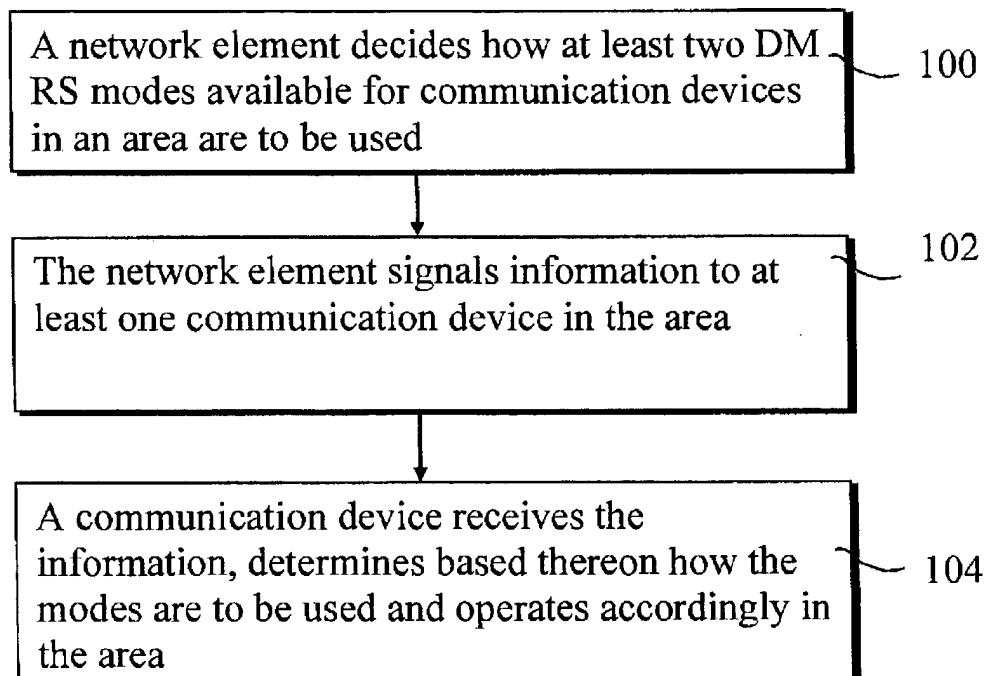 A network element decides how at least two DM
RS modes available for communication devices
in an area are to be used
100
The network element signals information to at
least one communication device in the area
102
A communication device receives the
information, determines based thereon how the
modes are to be used and operates accordingly in
the area
104